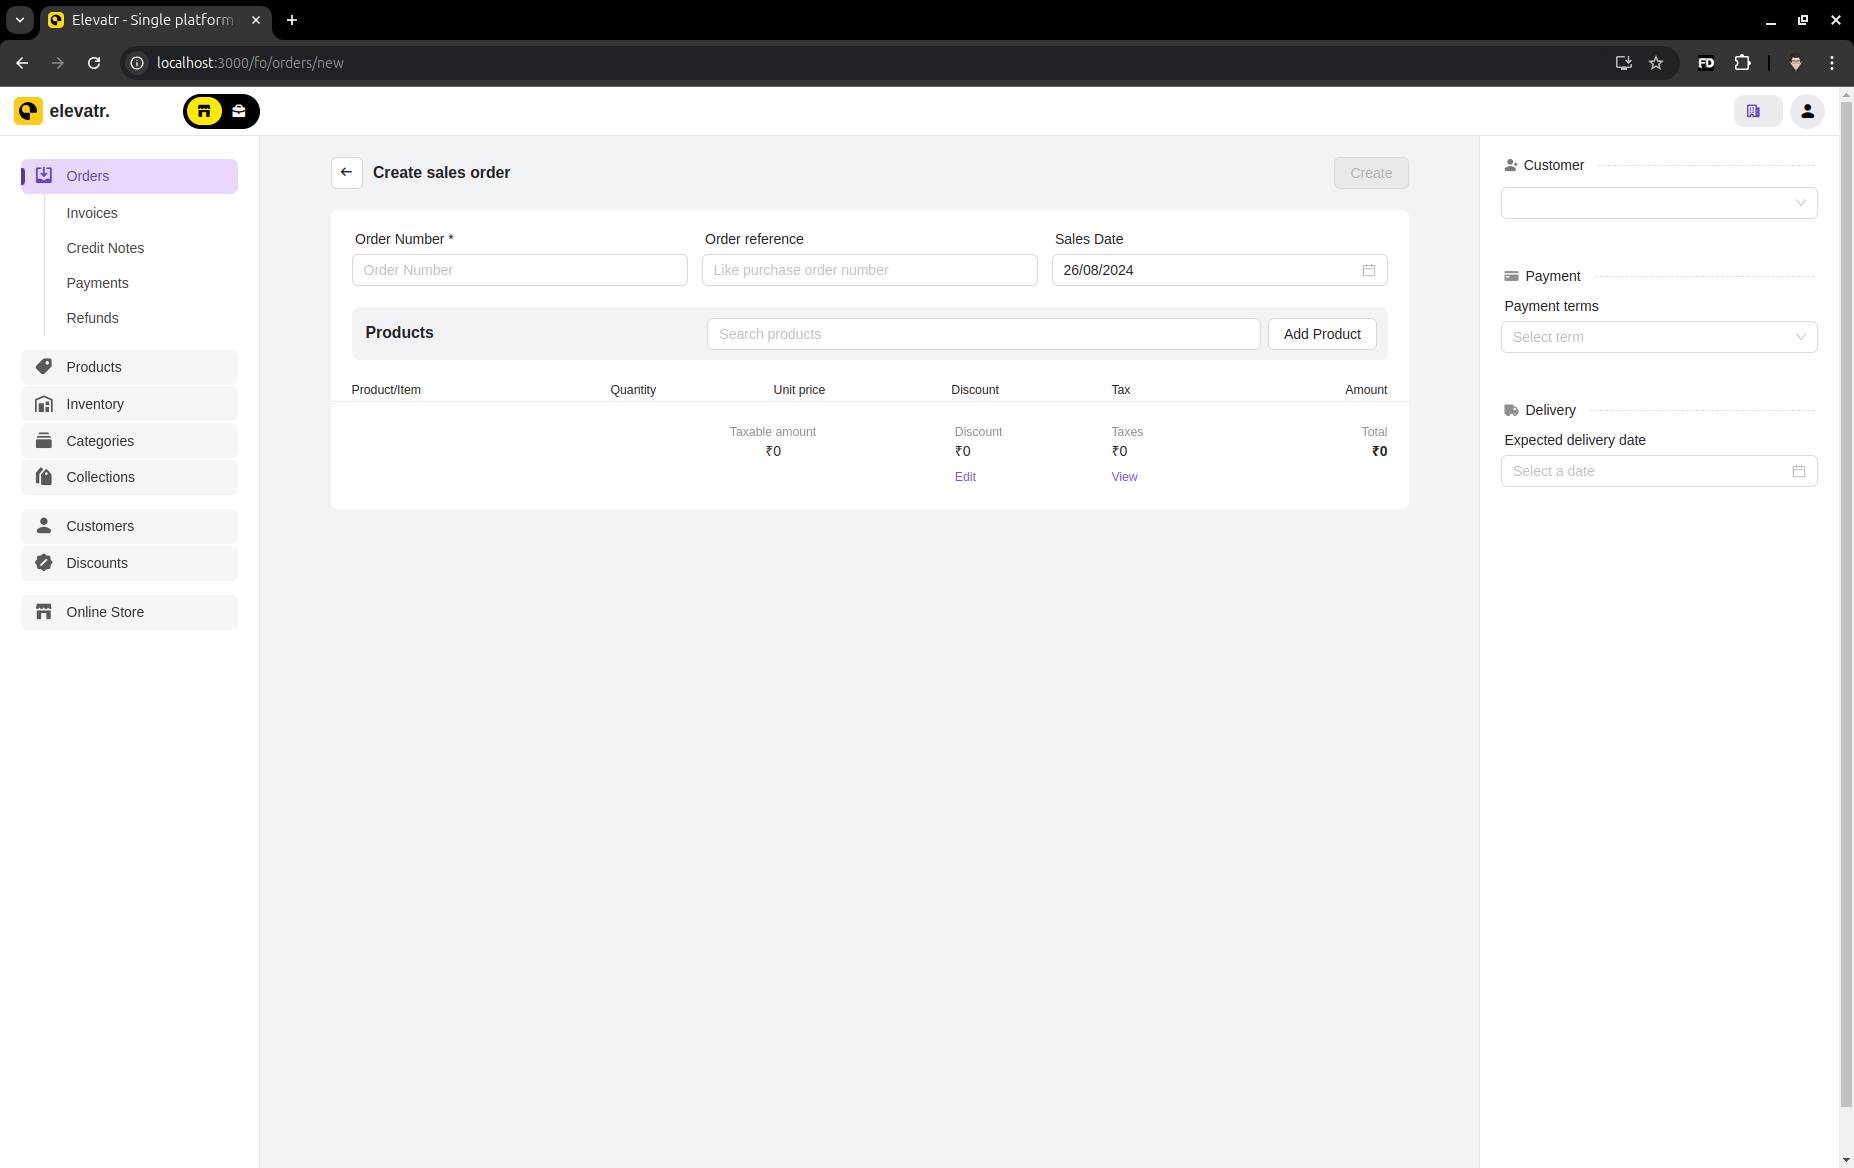 Elevatr - Single platform
localhost:3000/fo/orders/new
FD
elevatr.
Orders
Invoices
Credit Notes
Payments
Refunds
Products
Inventory
Categories
Collections
Customers
Discounts
Online Store
Create sales order
Create
Order Number *
Order reference
Sales Date
Order Number
Like purchase order number
26/08/2024
Products
Search products
Add Product
Product/Item Quantity Unit price Discount Tax Amount
Taxable amount Discount Taxes Total
₹0 ₹0 ₹0 ₹0
Edit View
Customer
Payment
Payment terms
Select term
Delivery
Expected delivery date
Select a date